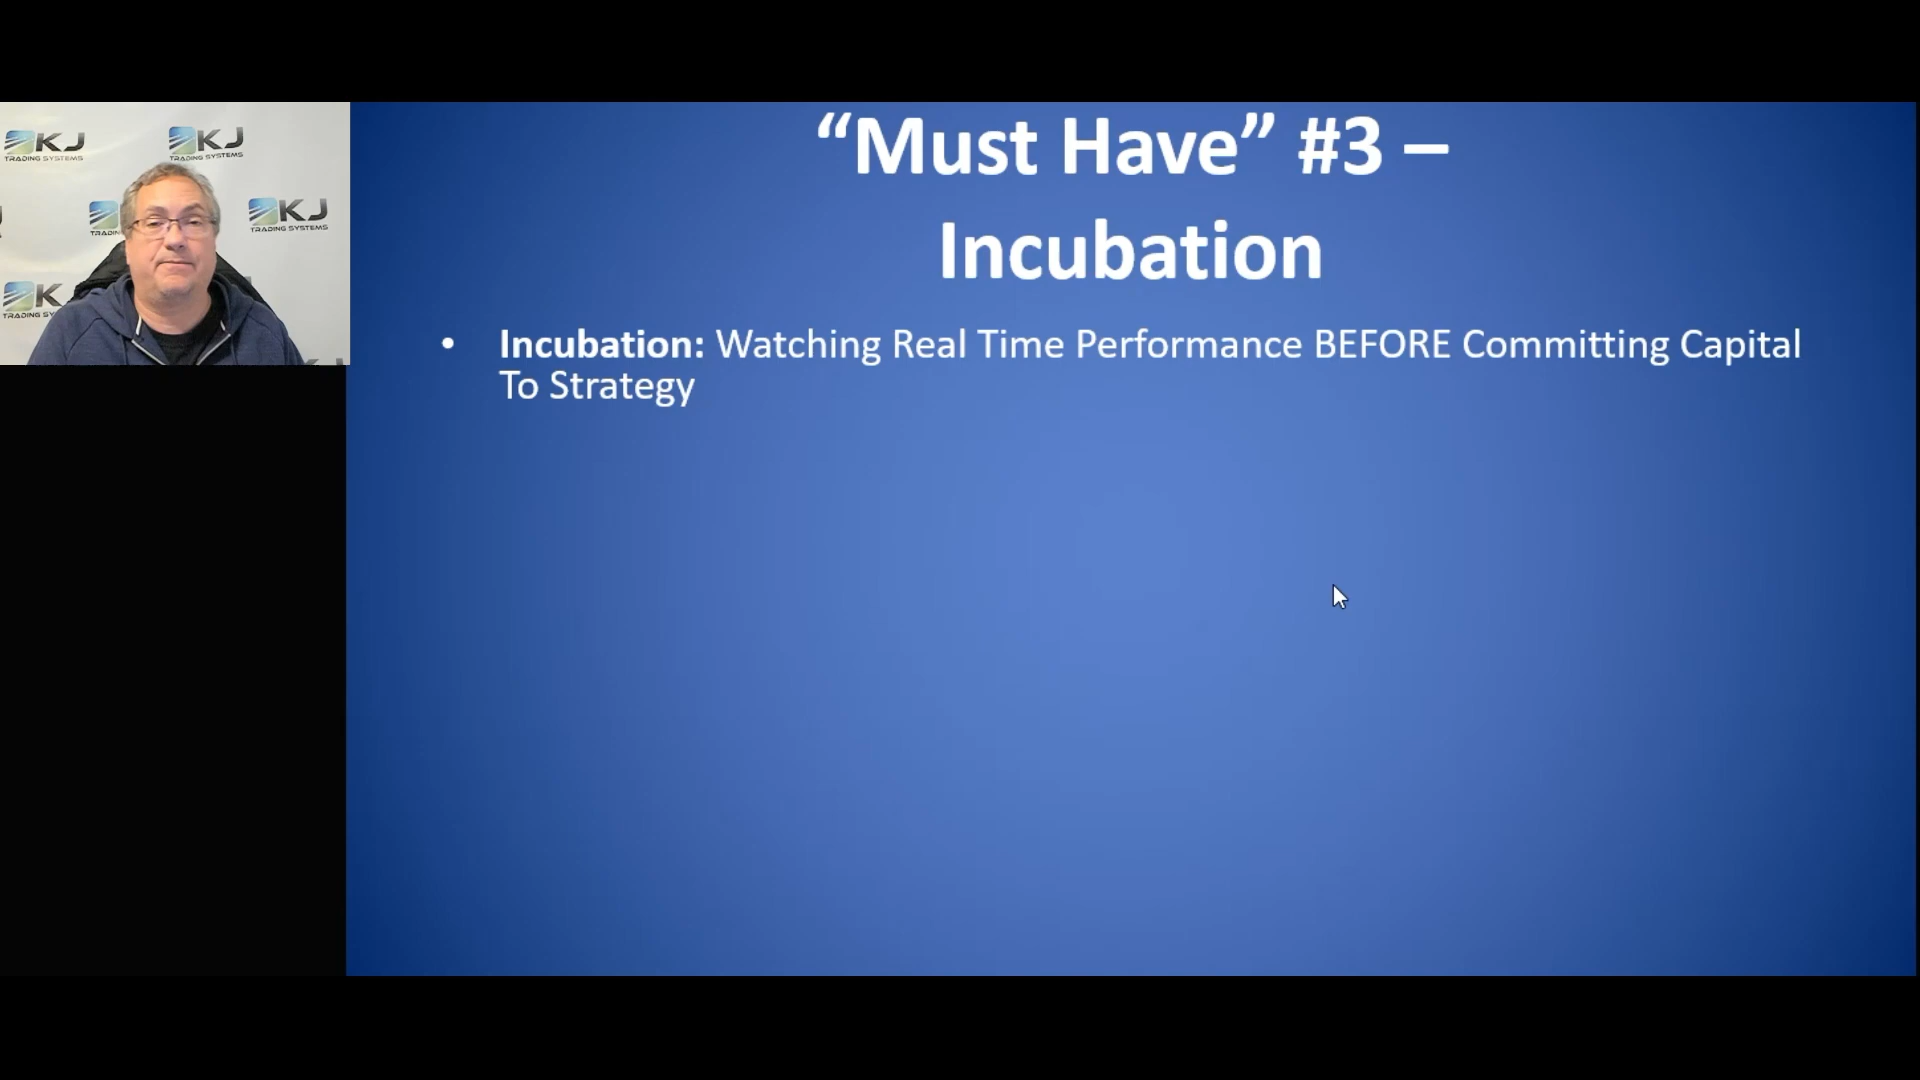 KJ
TRADING SYSTEMS
KJ
TRADING SYSTEMS
KJ
TRADING SYSTEMS
K
TRADING
“Must Have” #3 –
Incubation
• Incubation: Watching Real Time Performance BEFORE Committing Capital
To Strategy